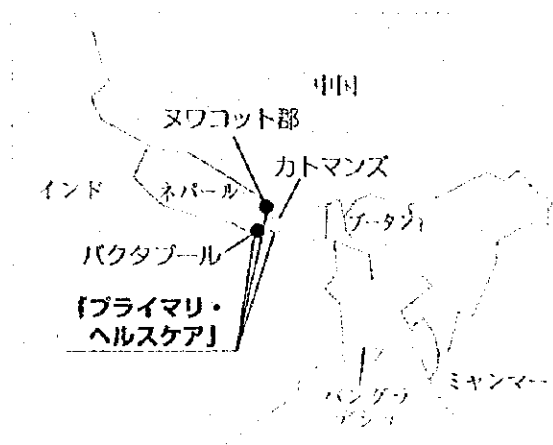 中国
ヌワコット郡
カトマンズ
インド
ネパール
ブータン
バクタプール
「プライマリ・
ヘルスケア」
ミャンマー
バングラ
デシュ